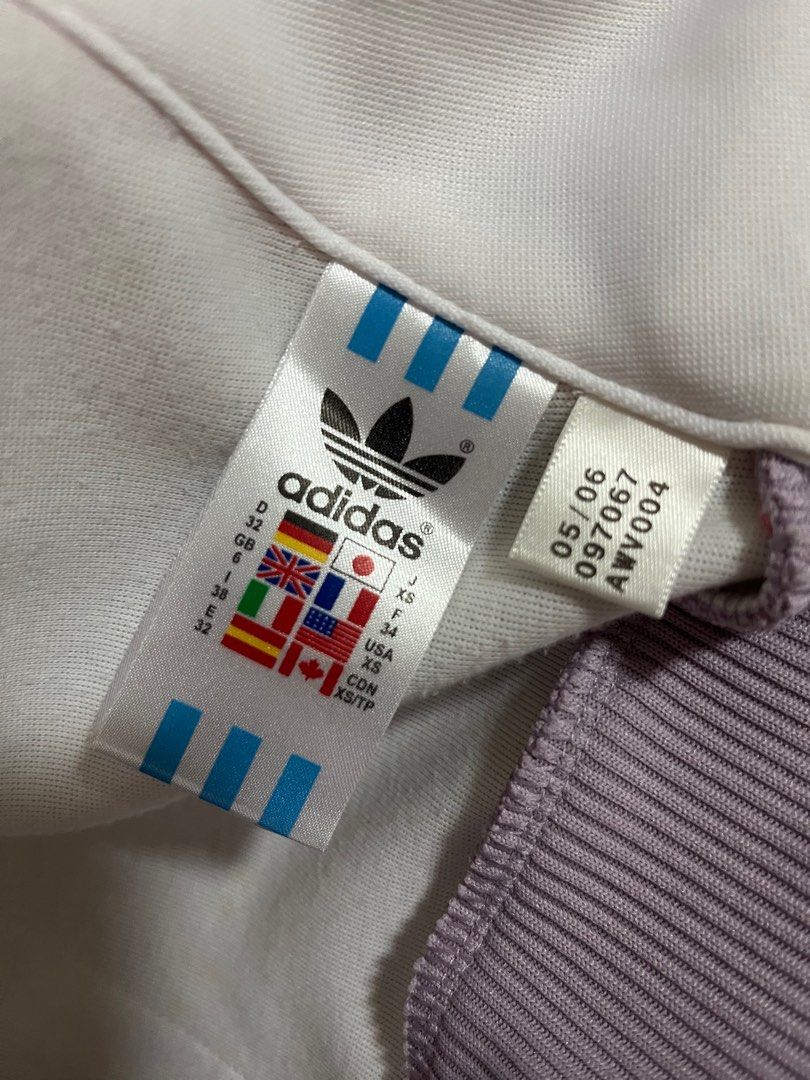 ®
adidas®
D
32
GB
6
I
38
E
32
J
XS
F
34
USA
XS
CDN
XS/TP
05/06
097067
AWV004